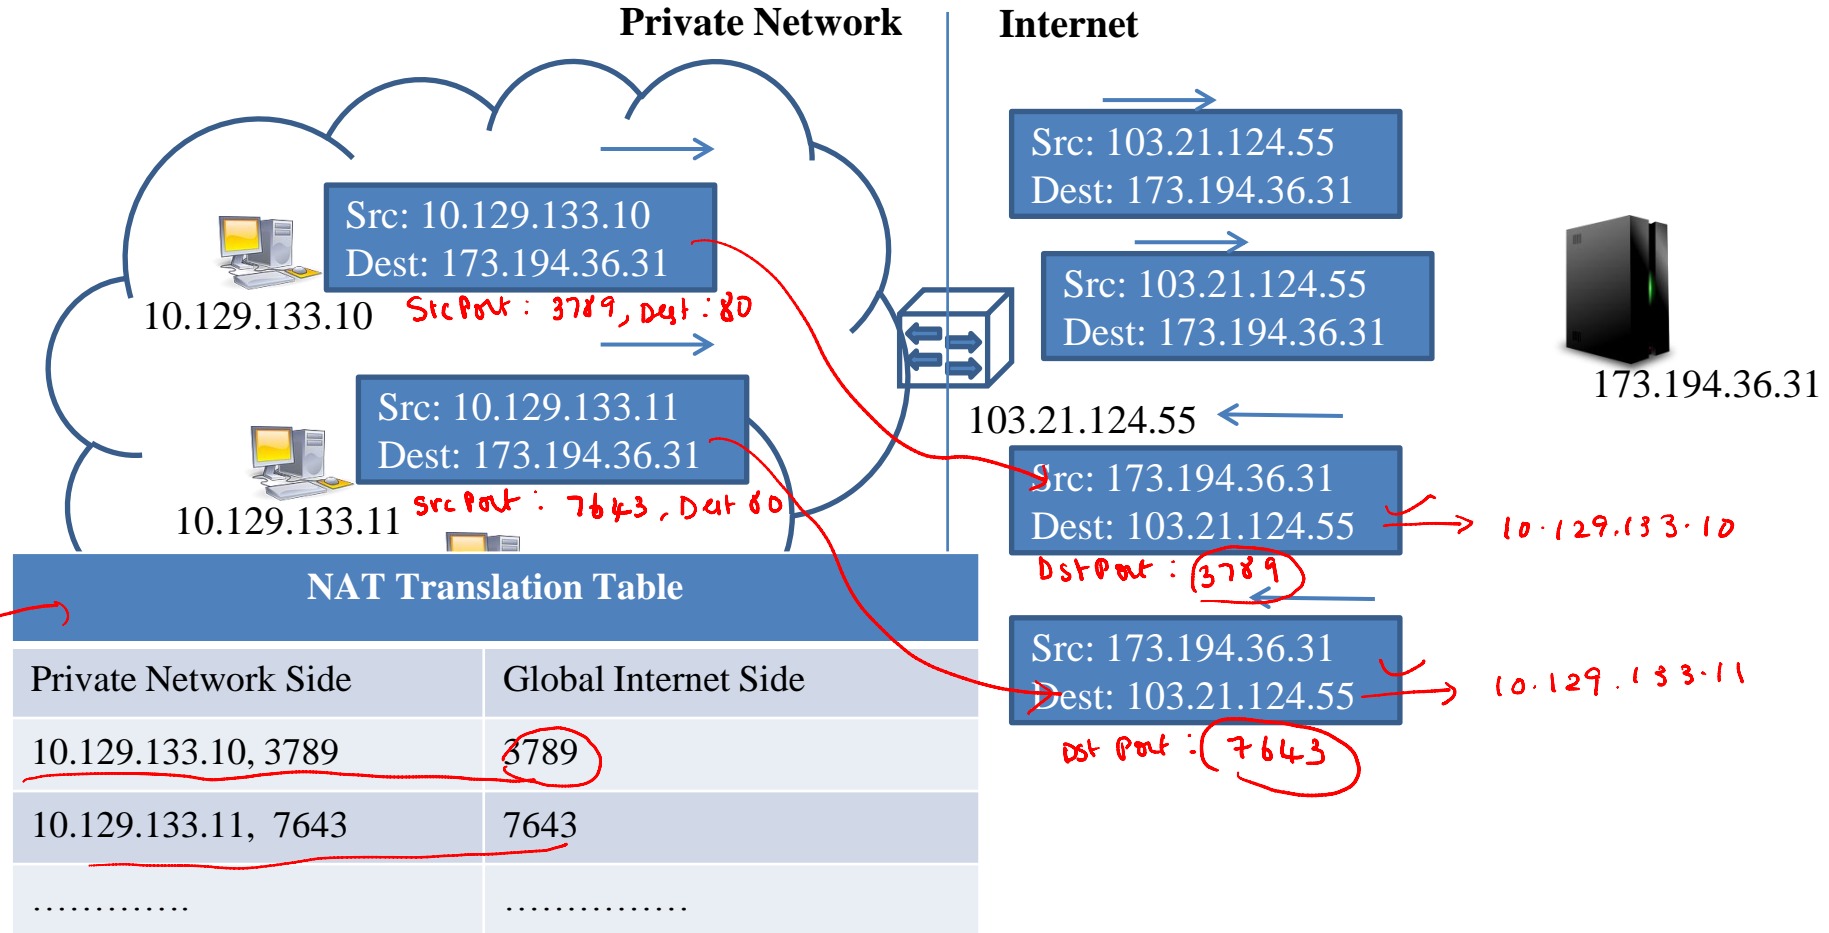 Private Network
Internet
Src: 103.21.124.55
Dest: 173.194.36.31
Src: 10.129.133.10
Dest: 173.194.36.31
10.129.133.10
Src Port : 3789, Dest : 80
Src: 103.21.124.55
Dest: 173.194.36.31
173.194.36.31
Src: 10.129.133.11
Dest: 173.194.36.31
10.129.133.11
Src Port : 7643, Dest 80
103.21.124.55
Src: 173.194.36.31
Dest: 103.21.124.55
10.129.133.10
Dst Port : 3789
Src: 173.194.36.31
Dest: 103.21.124.55
10.129.133.11
Dst Port : 7643
NAT Translation Table
Private Network Side
Global Internet Side
10.129.133.10, 3789
3789
10.129.133.11, 7643
7643
.............
...............